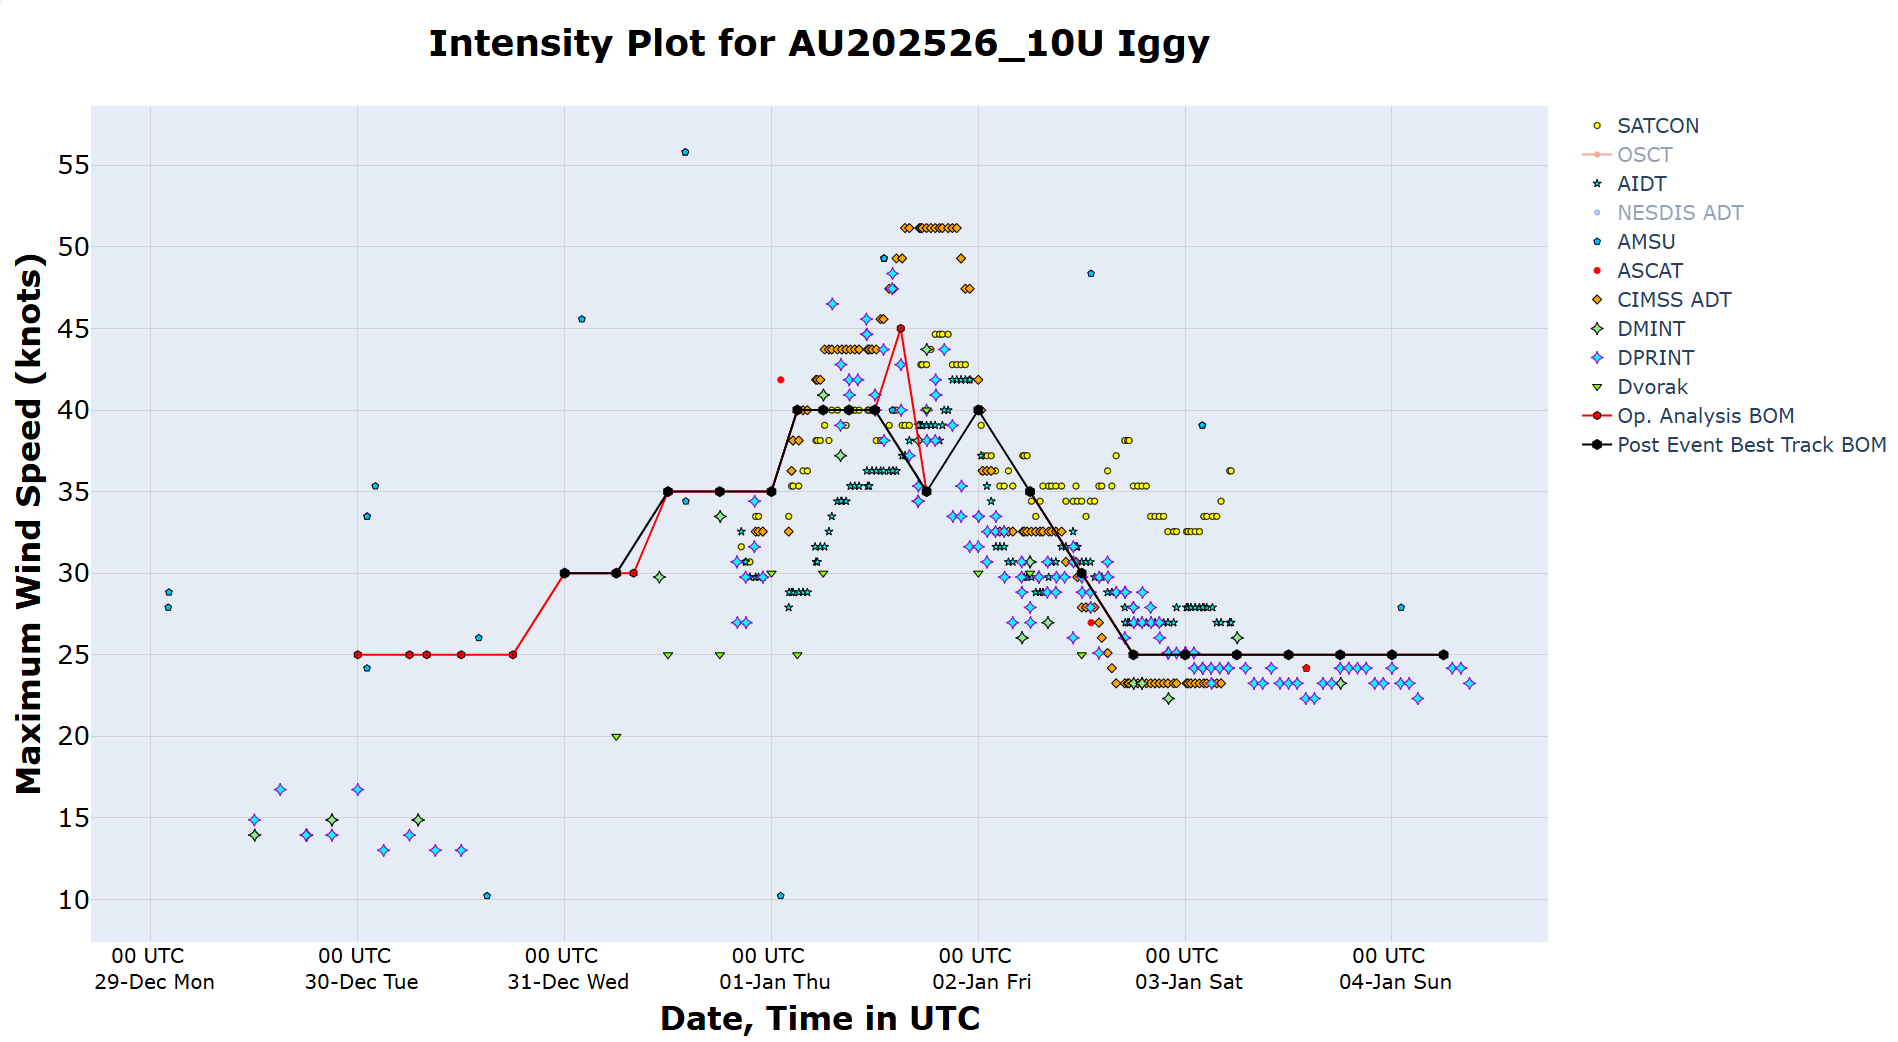 Intensity Plot for AU202526_10U Iggy
Maximum Wind Speed (knots)
55
50
45
40
35
30
25
20
15
10
00 UTC
29-Dec Mon
00 UTC
30-Dec Tue
00 UTC
31-Dec Wed
00 UTC
01-Jan Thu
00 UTC
02-Jan Fri
00 UTC
03-Jan Sat
00 UTC
04-Jan Sun
Date, Time in UTC
SATCON
OSCT
AIDT
NESDIS ADT
AMSU
ASCAT
CIMSS ADT
DMINT
DPRINT
Dvorak
Op. Analysis BOM
Post Event Best Track BOM